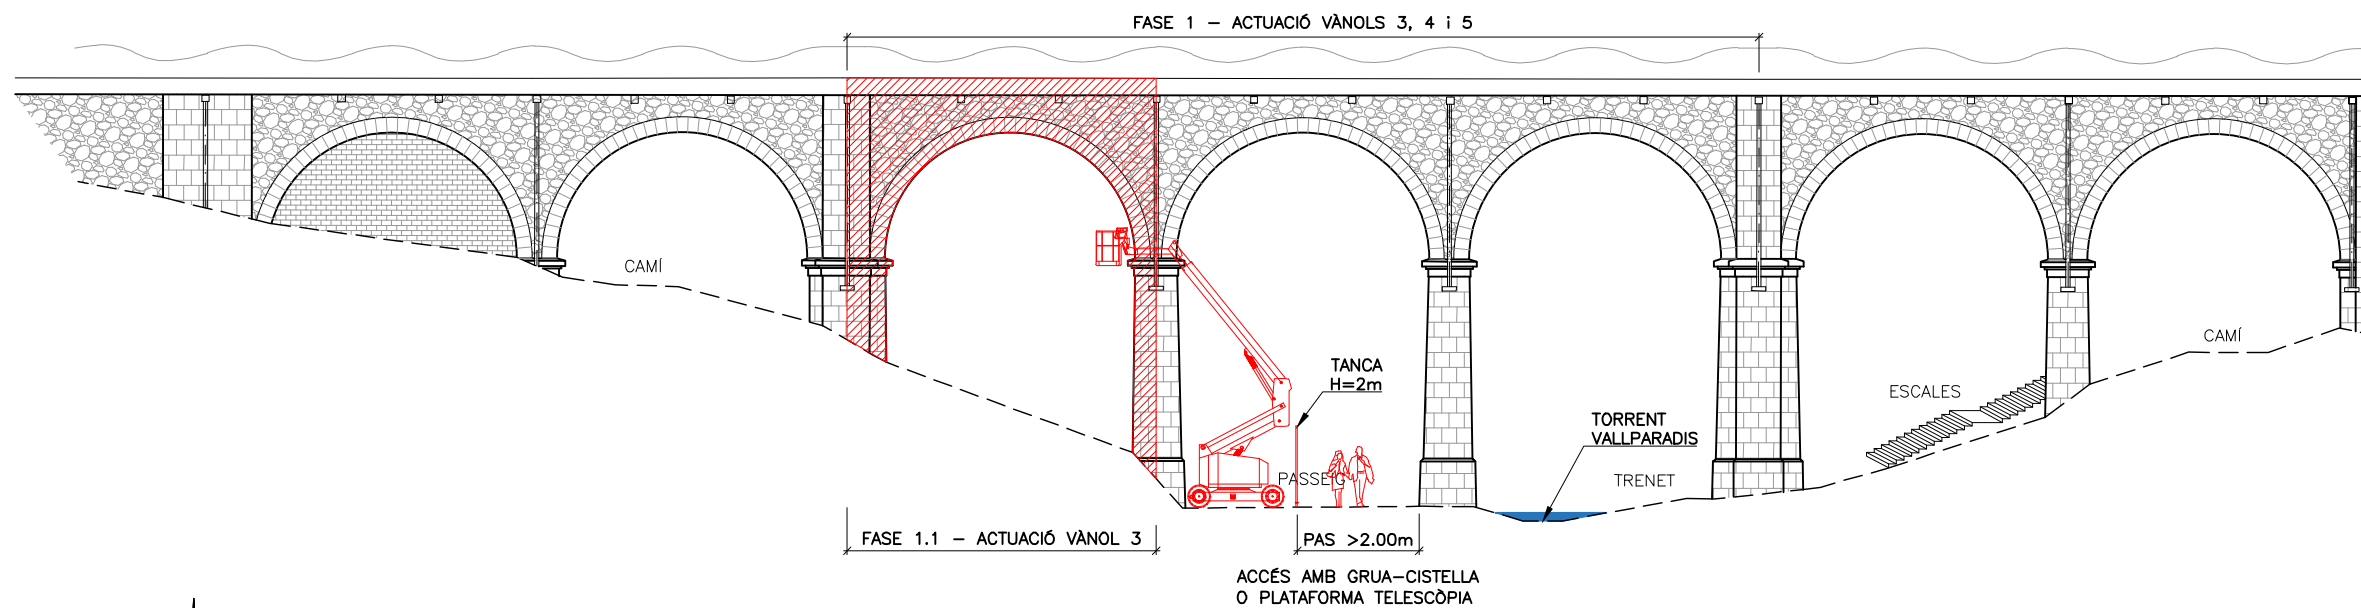 FASE 1 – ACTUACIÓ VÀNOLS 3, 4 i 5
CAMÍ
CAMÍ
TANCA
H=2m
ESCALES
TORRENT
VALLPARADIS
PASSEG
TRENET
FASE 1.1 – ACTUACIÓ VÀNOL 3
PAS >2.00m
ACCÉS AMB GRUA–CISTELLA
O PLATAFORMA TELESCÒPIA